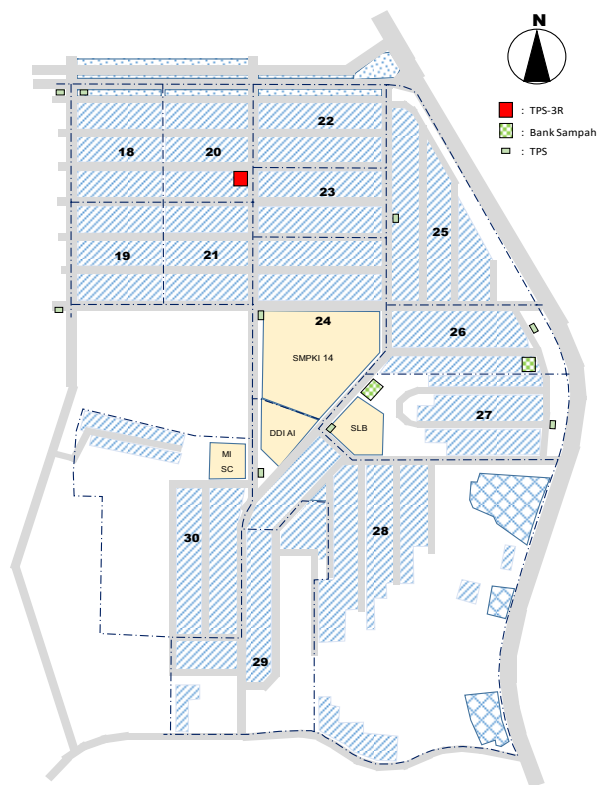 N
: TPS-3R
: Bank Sampah
: TPS
22
18
20
23
25
19
21
24
26
SMPKI 14
27
DDI AI
SLB
MI
SC
28
30
29